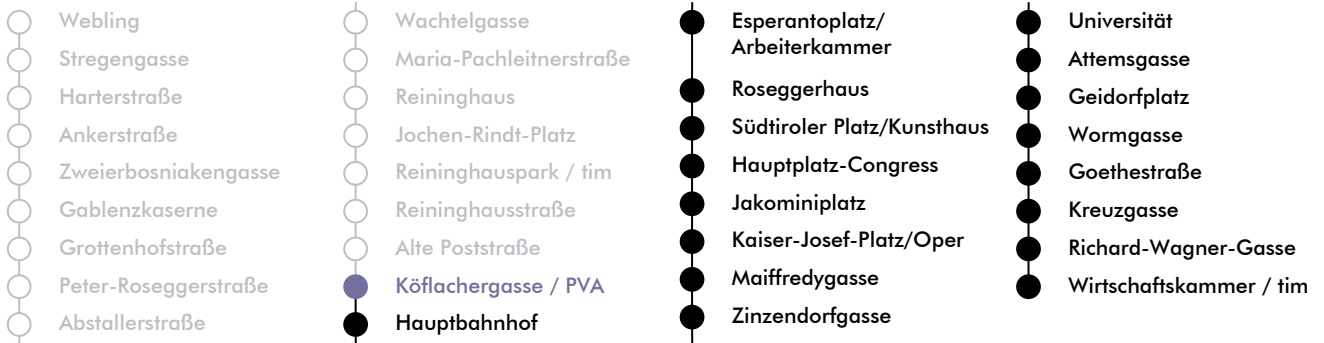 Webling
Stregengasse
Harterstraße
Ankerstraße
Zweierbosniakengasse
Gablenzkaserne
Grottenhofstraße
Peter-Roseggerstraße
Abstallerstraße
Wachtelgasse
Maria-Pachleitnerstraße
Reininghaus
Jochen-Rindt-Platz
Reininghauspark / tim
Reininghausstraße
Alte Poststraße
Köflachergasse / PVA
Hauptbahnhof
Esperantoplatz/
Arbeiterkammer
Roseggerhaus
Südtiroler Platz/Kunsthaus
Hauptplatz-Congress
Jakominiplatz
Kaiser-Josef-Platz/Oper
Maiffredygasse
Zinzendorfgasse
Universität
Attemsgasse
Geidorfplatz
Wormgasse
Goethestraße
Kreuzgasse
Richard-Wagner-Gasse
Wirtschaftskammer / tim